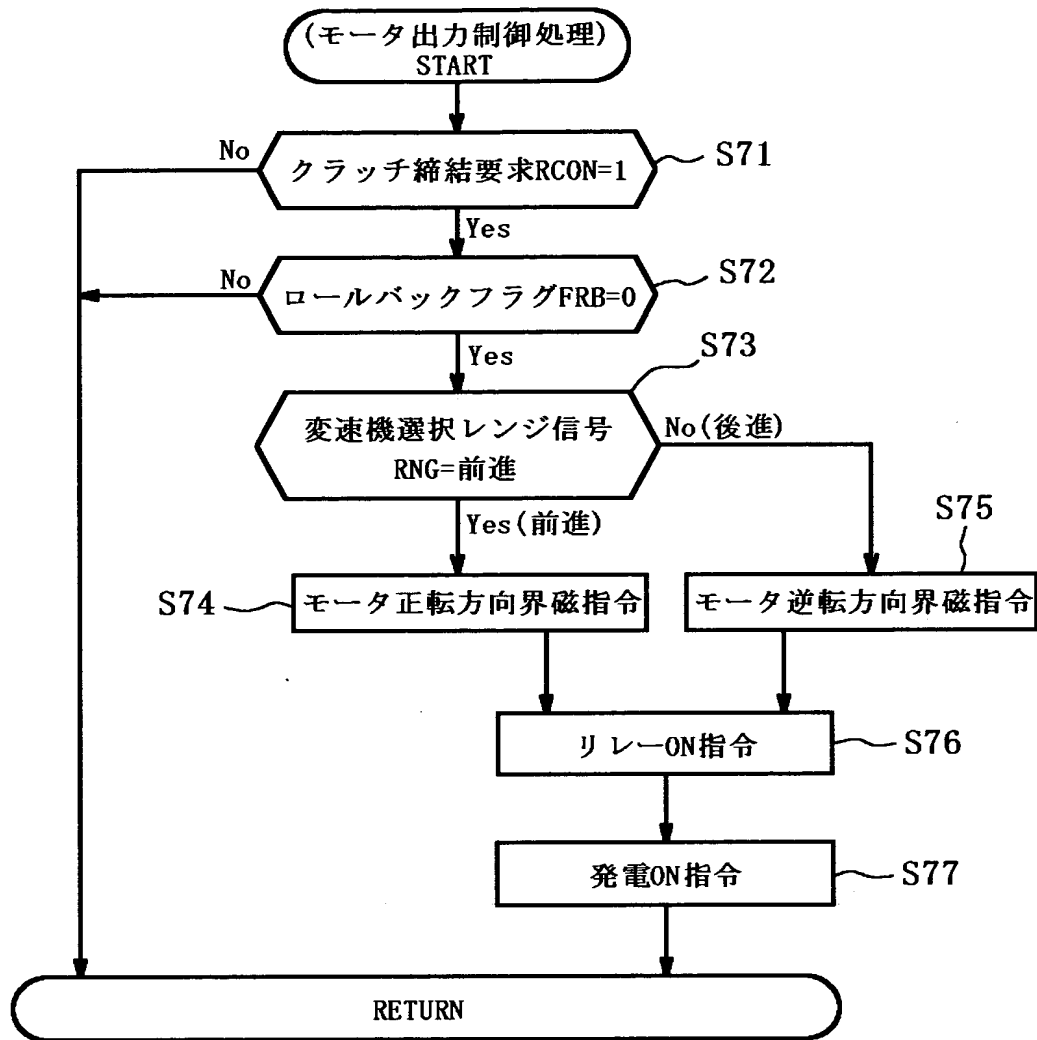 (モータ出力制御処理)
START
No
クラッチ締結要求RCON=1
S71
Yes
No
ロールバックフラグFRB=0
S72
Yes
S73
変速機選択レンジ信号
RNG=前進
No(後進)
Yes(前進)
S75
S74
モータ正転方向界磁指令
モータ逆転方向界磁指令
リレーON指令
S76
発電ON指令
S77
RETURN